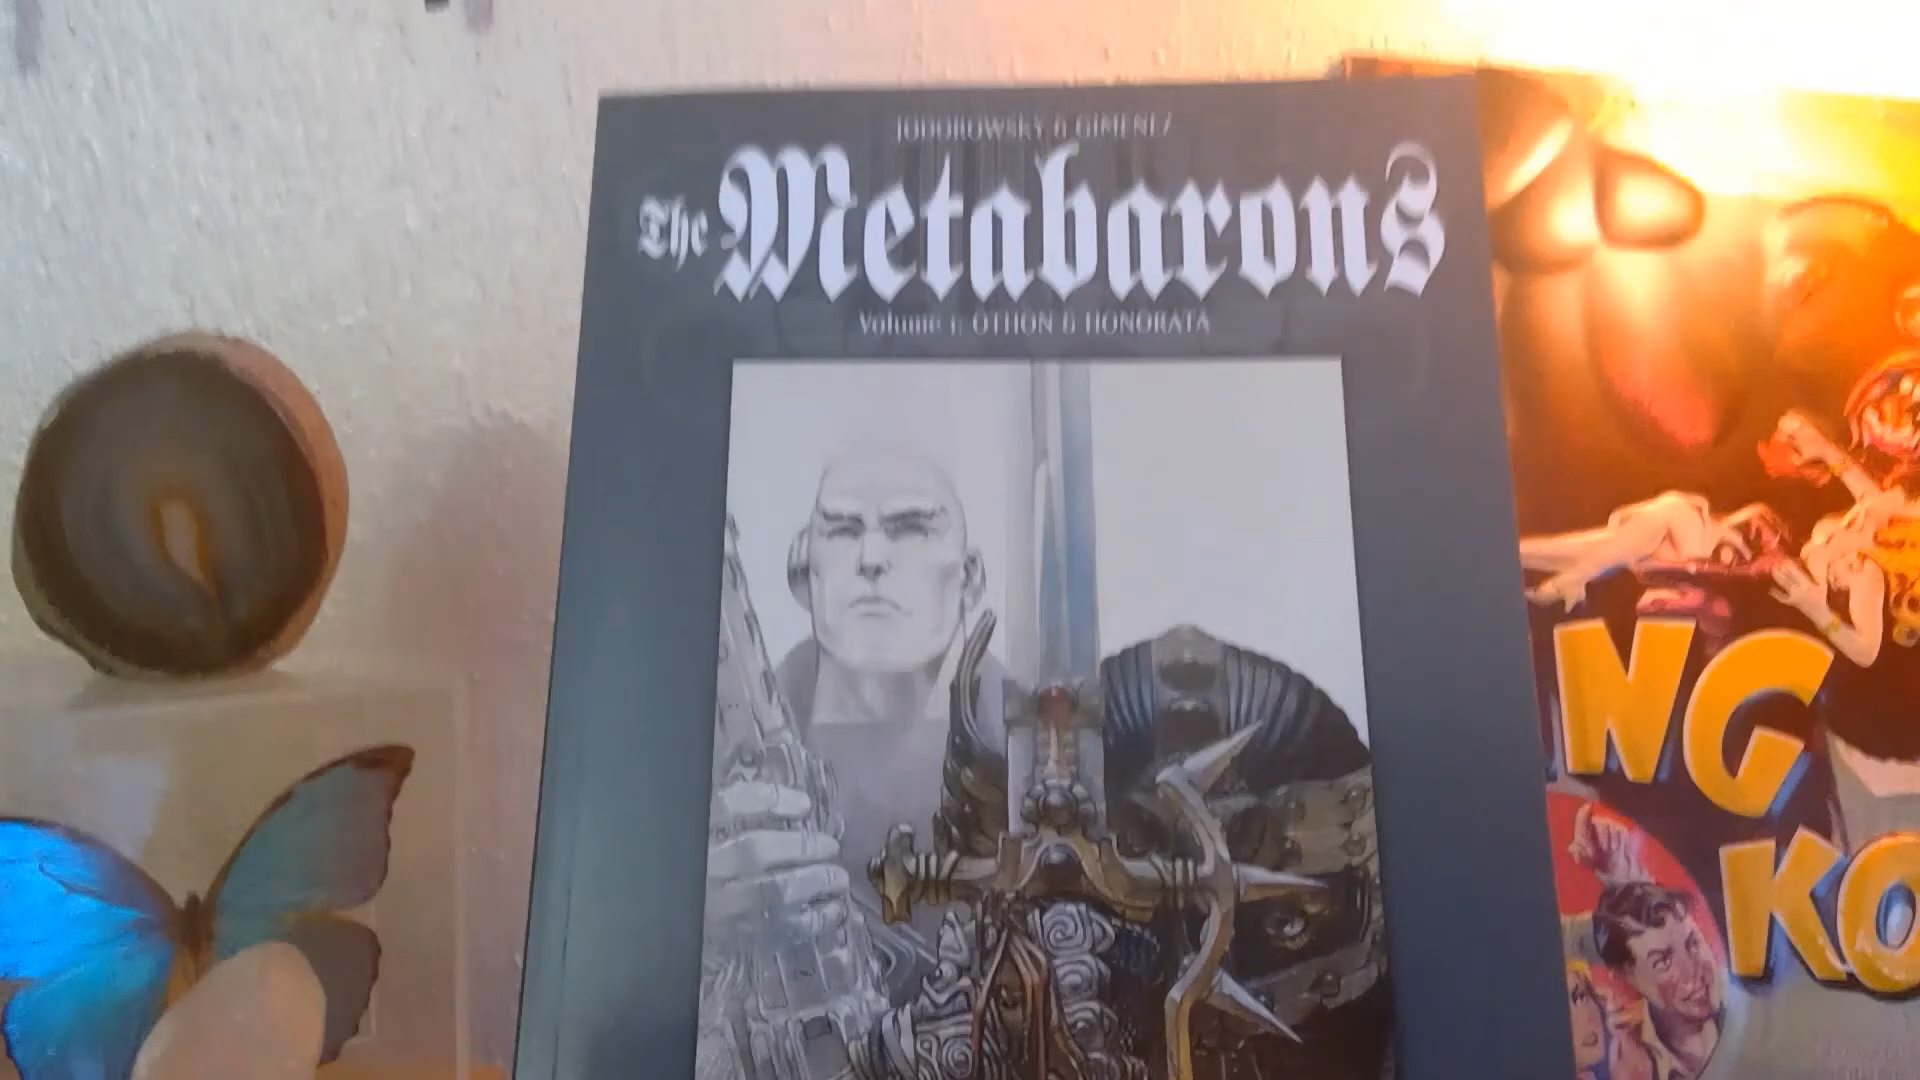 JODOROWSKY & GIMENEZ
The Metabarons
Volume 1: OTHON & HONORATA
NG
KO